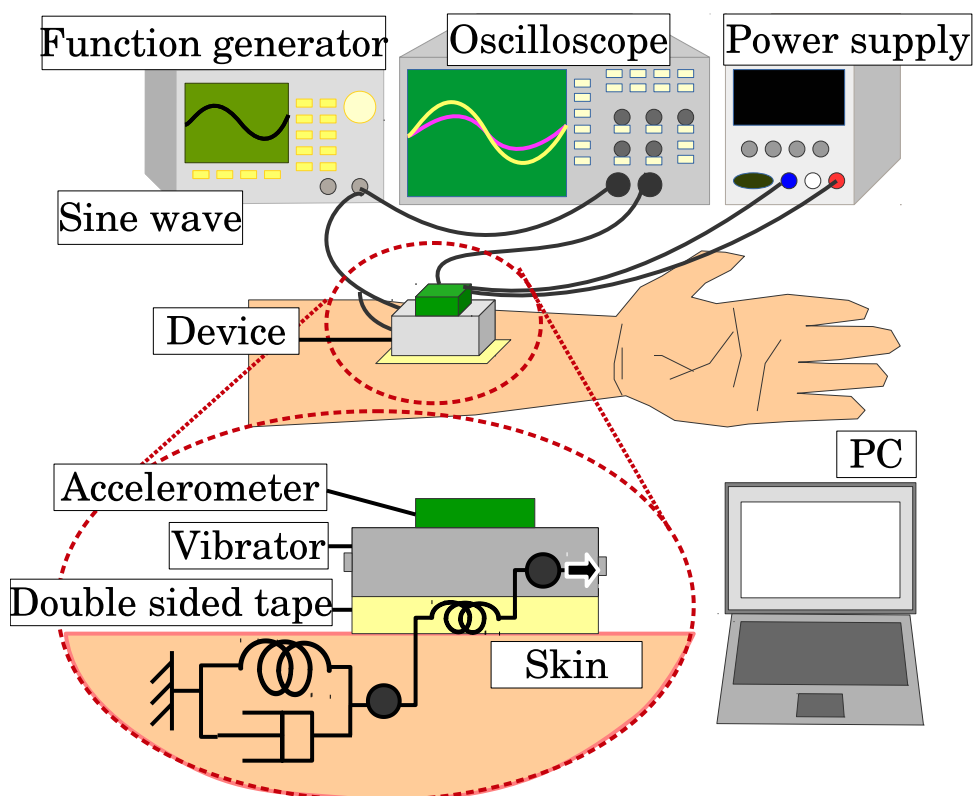 Function generator
Oscilloscope
Power supply
Sine wave
Device
PC
Accelerometer
Vibrator
Double sided tape
Skin